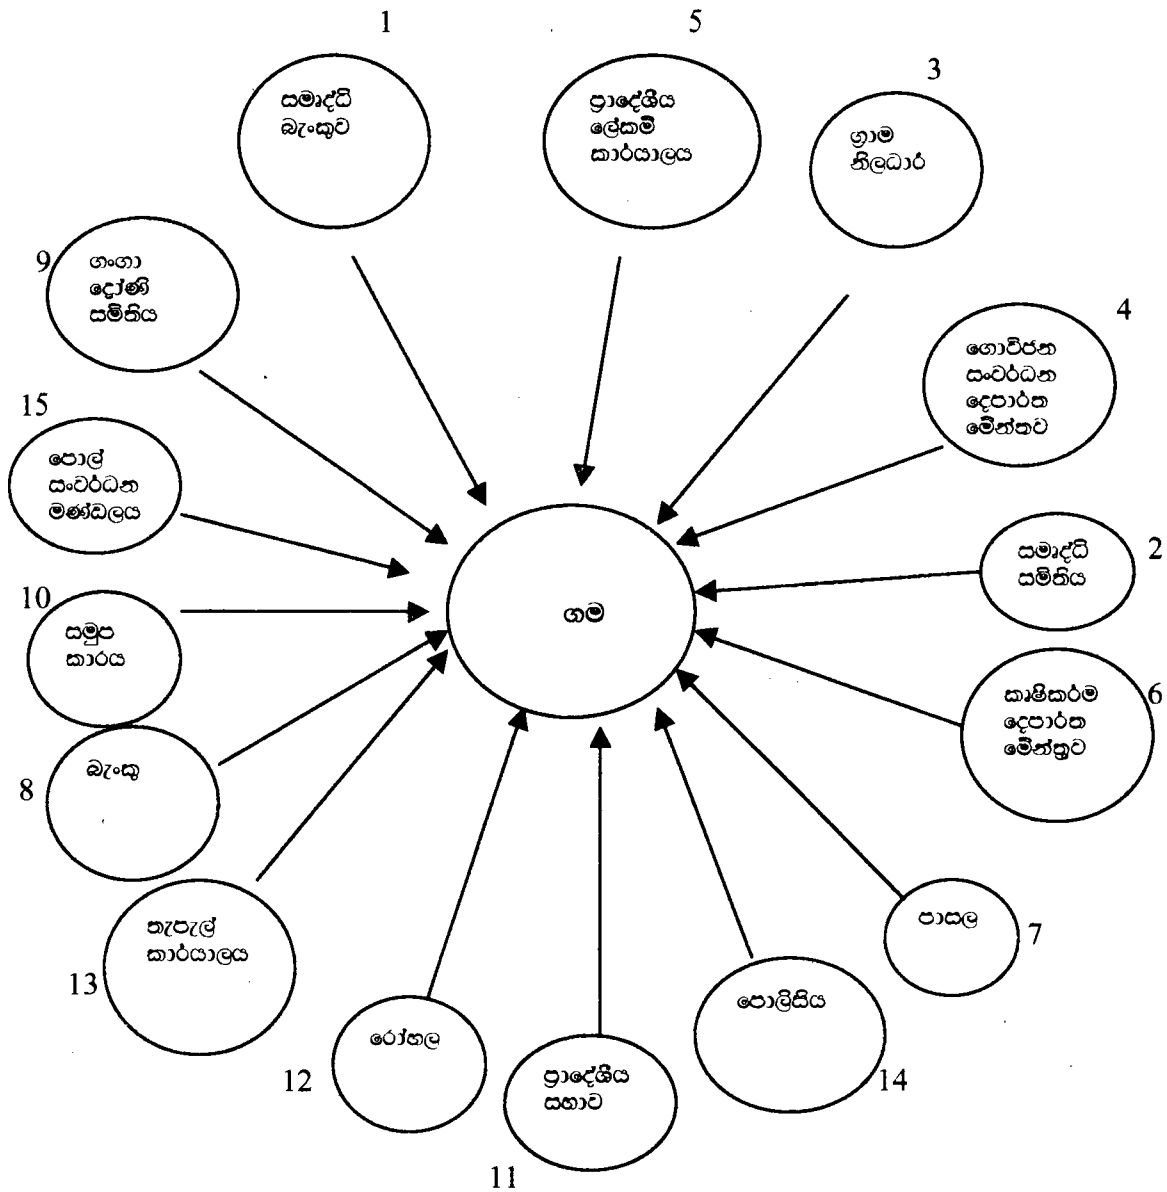 1
සමෘද්ධි
බැංකුව
5
ප්‍රාදේශීය
ලේකම්
කාර්යාලය
3
ග්‍රාම
නිලධාරි
9
ගංගා
ද්‍රෝණි
සමිතිය
4
ගොවිජන
සංවර්ධන
දෙපාර්ත
මේන්තුව
15
පොල්
සංවර්ධන
මණ්ඩලය
2
සමෘද්ධි
සමිතිය
10
සමුප
කාරය
ගම
6
කෘෂිකර්ම
දෙපාර්ත
මේන්තුව
8
බැංකු
13
තැපැල්
කාර්යාලය
7
පාසල
12
රෝහල
11
ප්‍රාදේශීය
සභාව
14
පොලිසිය